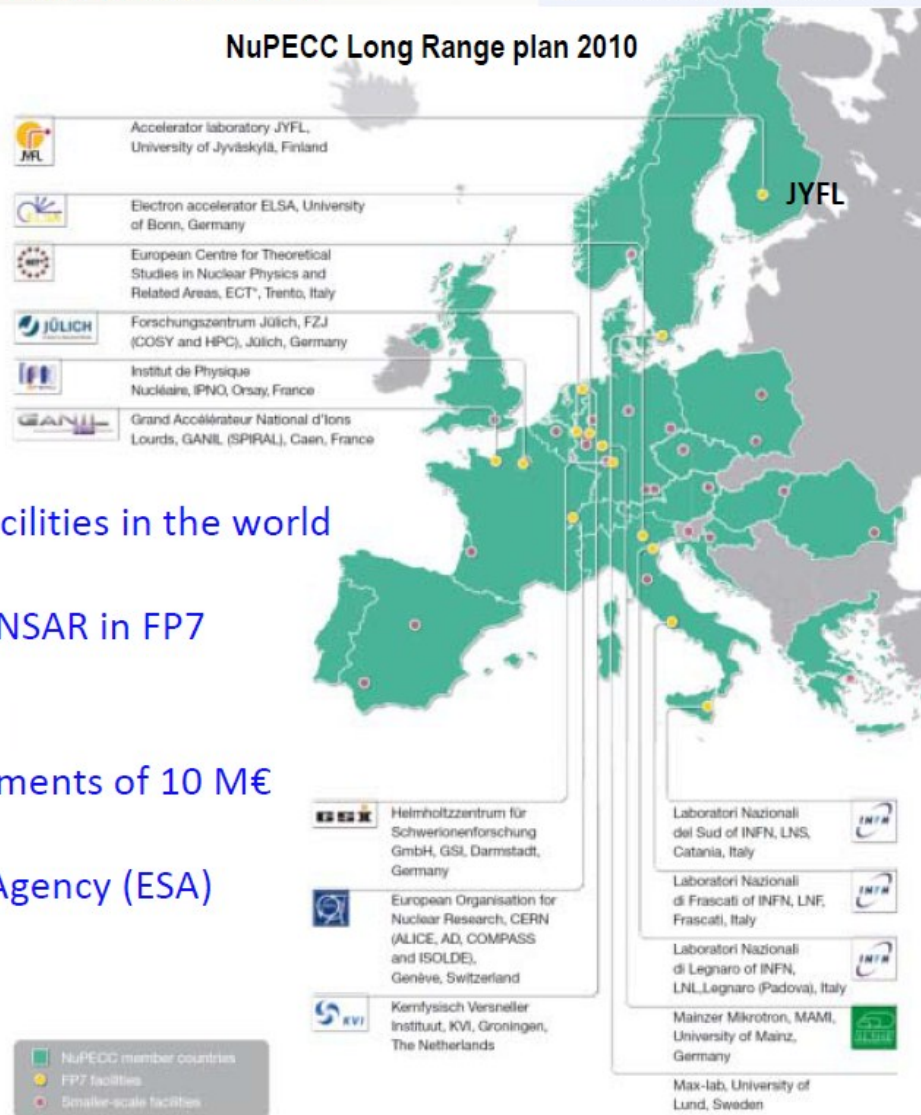 NuPECC Long Range plan 2010
JYFL
Accelerator laboratory JYFL,
University of Jyväskylä, Finland
JYFL
Electron accelerator ELSA, University
of Bonn, Germany
European Centre for Theoretical
Studies in Nuclear Physics and
Related Areas, ECT*, Trento, Italy
JÜLICH
Forschungszentrum Jülich, FZJ
(COSY and HPC), Jülich, Germany
Institut de Physique
Nucléaire, IPNO, Orsay, France
GANIL
Grand Accélérateur National d'Ions
Lourds, GANIL (SPIRAL), Caen, France
cilities in the world
NSAR in FP7
ments of 10 M€
Agency (ESA)
GSI
Helmholtzzentrum für
Schwerionenforschung
GmbH, GSI, Darmstadt,
Germany
European Organisation for
Nuclear Research, CERN
(ALICE, AD, COMPASS
and ISOLDE),
Genève, Switzerland
KVI
Kernfysisch Versneller
Instituut, KVI, Groningen,
The Netherlands
Laboratori Nazionali
del Sud of INFN, LNS,
Catania, Italy
INFN
Laboratori Nazionali
di Frascati of INFN, LNF,
Frascati, Italy
INFN
Laboratori Nazionali
di Legnaro of INFN,
LNL,Legnaro (Padova), Italy
INFN
Mainzer Mikrotron, MAMI,
University of Mainz,
Germany
Max-lab, University of
Lund, Sweden
NuPECC member countries
FP7 facilities
Smaller-scale facilities